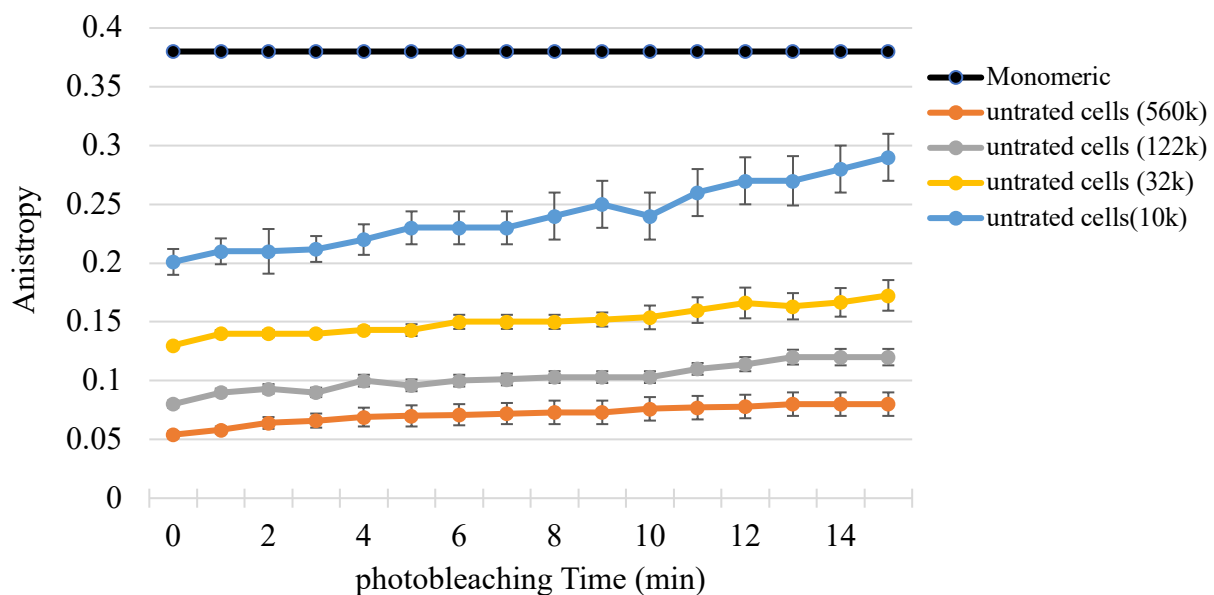 0.4
0.35
0.3
0.25
0.2
0.15
0.1
0.05
0
Anistropy
0 2 4 6 8 10 12 14
photobleaching Time (min)
Monomeric
untrated cells (560k)
untrated cells (122k)
untrated cells (32k)
untrated cells(10k)